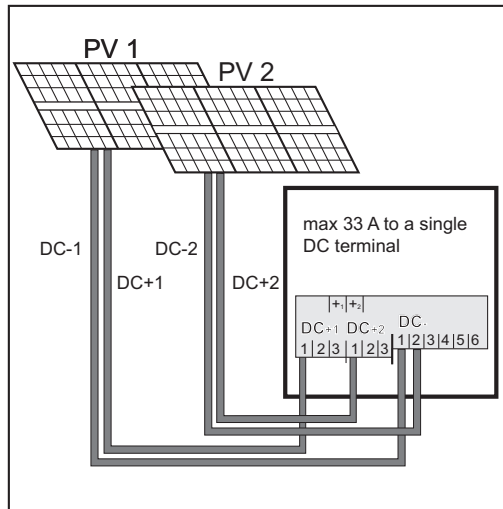 PV 1
PV 2
max 33 A to a single
DC terminal
DC-1
DC-2
DC+1
DC+2
+₁ +₂
DC+1 DC+2 DC-
1 2 3 1 2 3 1 2 3 4 5 6